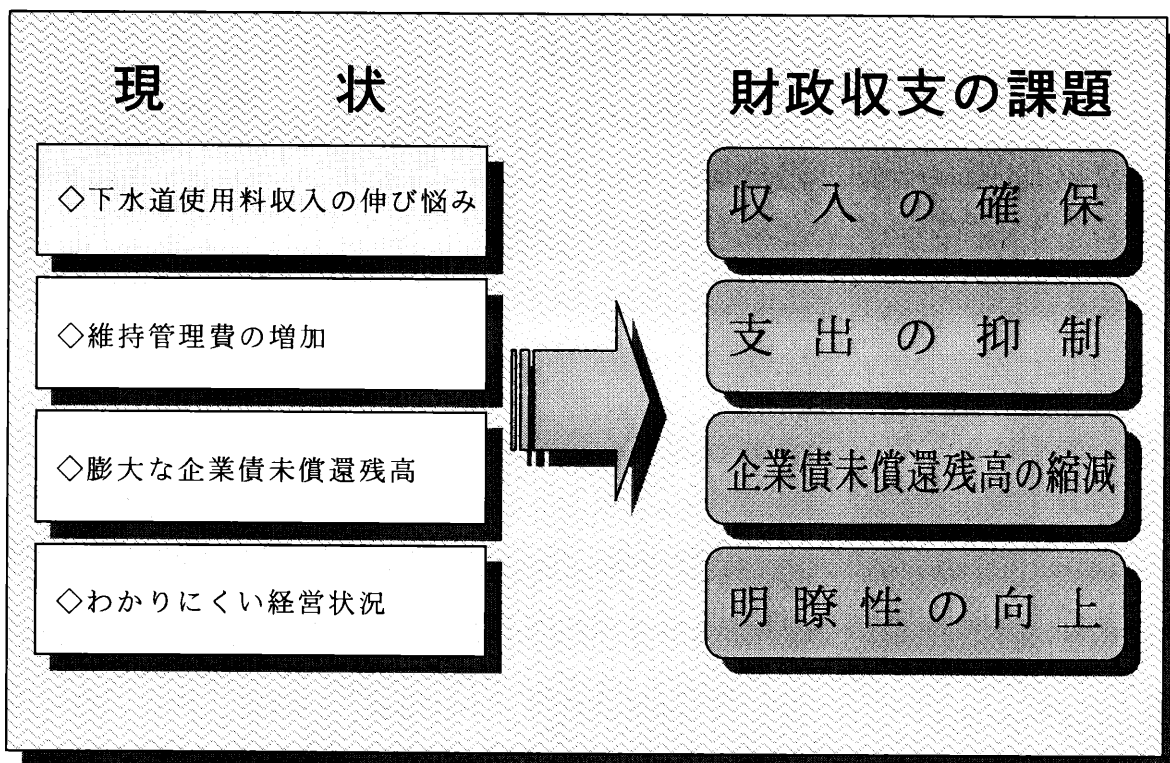 現状
◇下水道使用料収入の伸び悩み
◇維持管理費の増加
◇膨大な企業債未償還残高
◇わかりにくい経営状況
財政収支の課題
収入の確保
支出の抑制
企業債未償還残高の縮減
明瞭性の向上